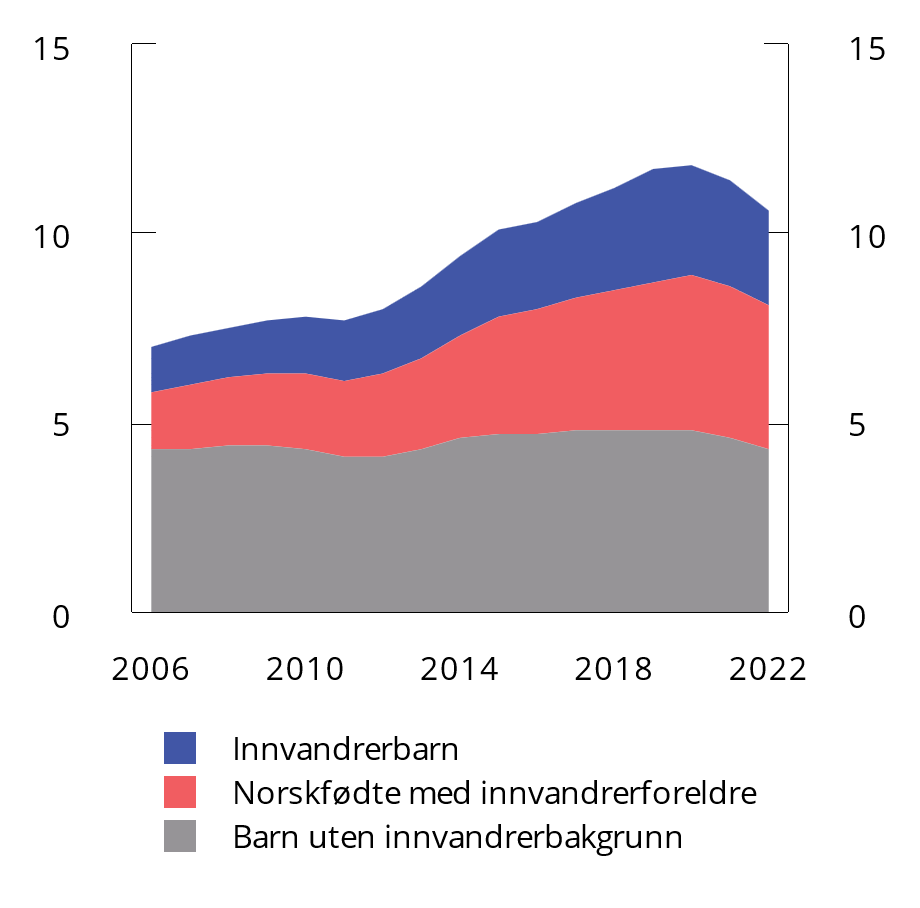 15 15
10 10
5 5
0 0
2006 2010 2014 2018 2022
Innvandrerbarn
Norskfødte med innvandrerforeldre
Barn uten innvandrerbakgrunn